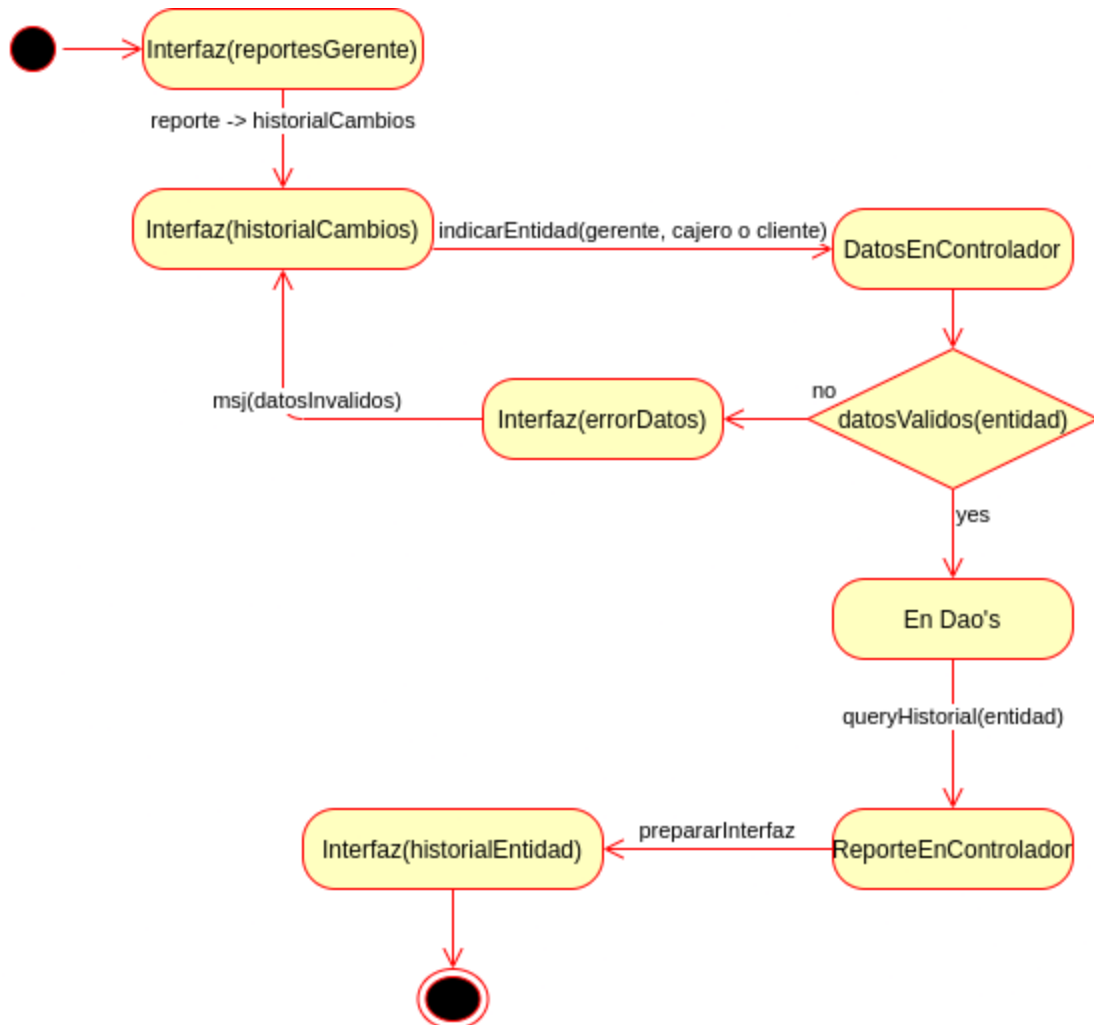 Interfaz(reportesGerente)
reporte -> historialCambios
Interfaz(historialCambios)
indicarEntidad(gerente, cajero o cliente)
DatosEnControlador
no
datosValidos(entidad)
Interfaz(errorDatos)
msj(datosInvalidos)
yes
En Dao's
queryHistorial(entidad)
ReporteEnControlador
prepararInterfaz
Interfaz(historialEntidad)